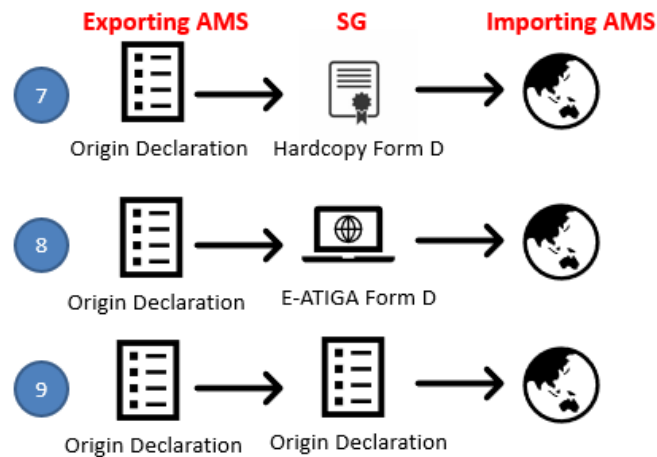 Exporting AMS SG Importing AMS
7
Origin Declaration Hardcopy Form D
8
Origin Declaration E-ATIGA Form D
9
Origin Declaration Origin Declaration